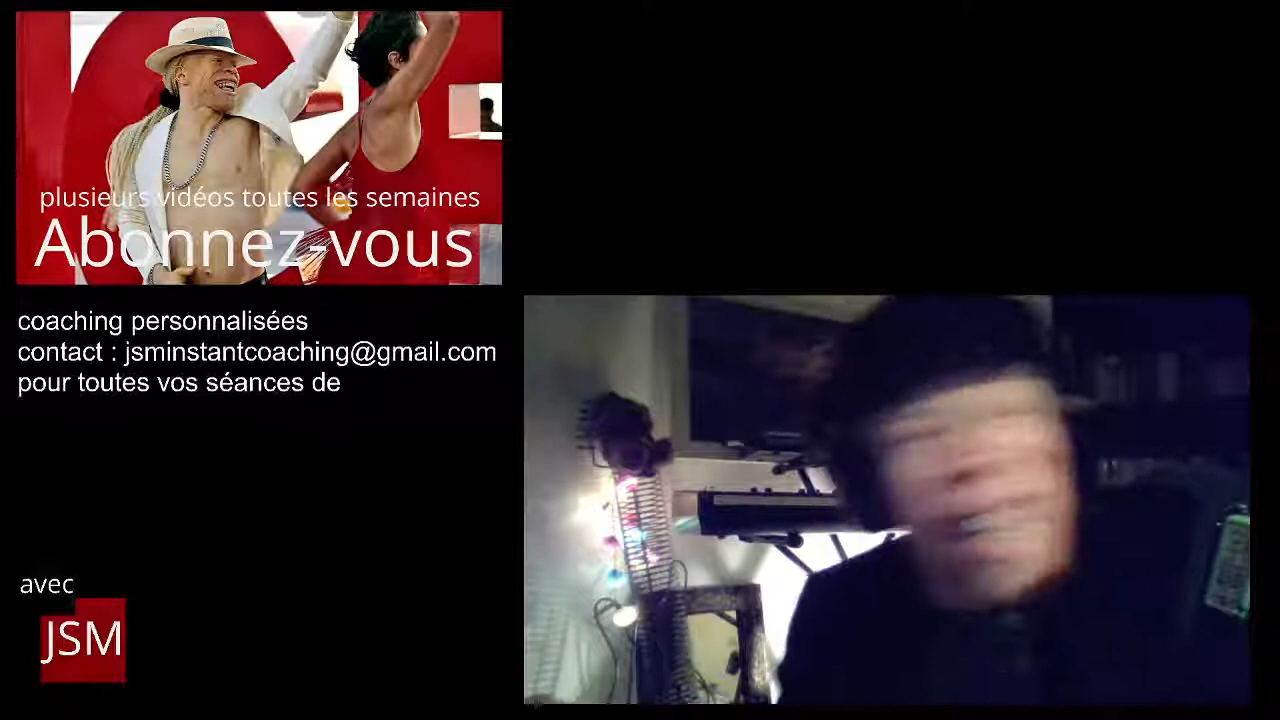 plusieurs vidéos toutes les semaines
Abonnez-vous
coaching personnalisées
contact : jsminstantcoaching@gmail.com
pour toutes vos séances de
avec
JSM